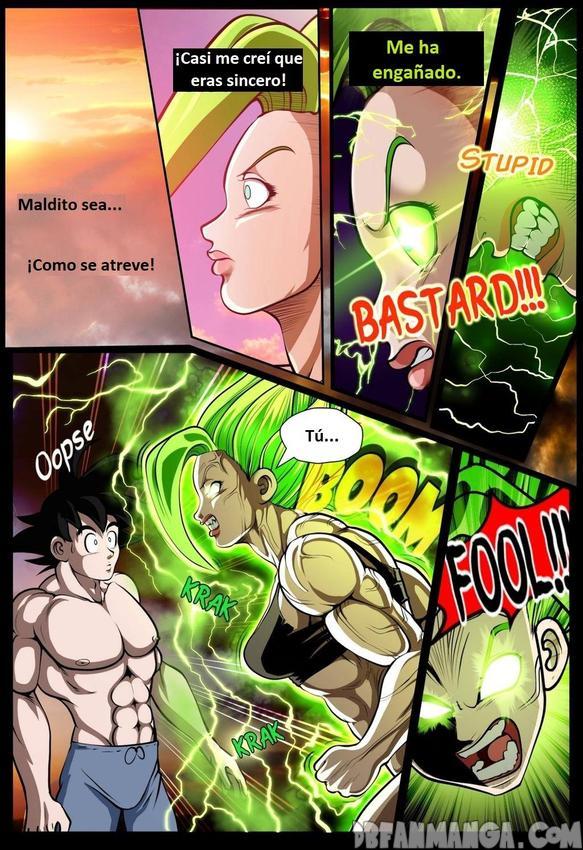 Maldito sea...
¡Como se atreve!
¡Casi me creí que
eras sincero!
Me ha
engañado.
STUPID
BASTARD!!!
Oopse
Tú...
BOOM
KRAK
KRAK
FOOL!!!
DBFANMANGA.COM